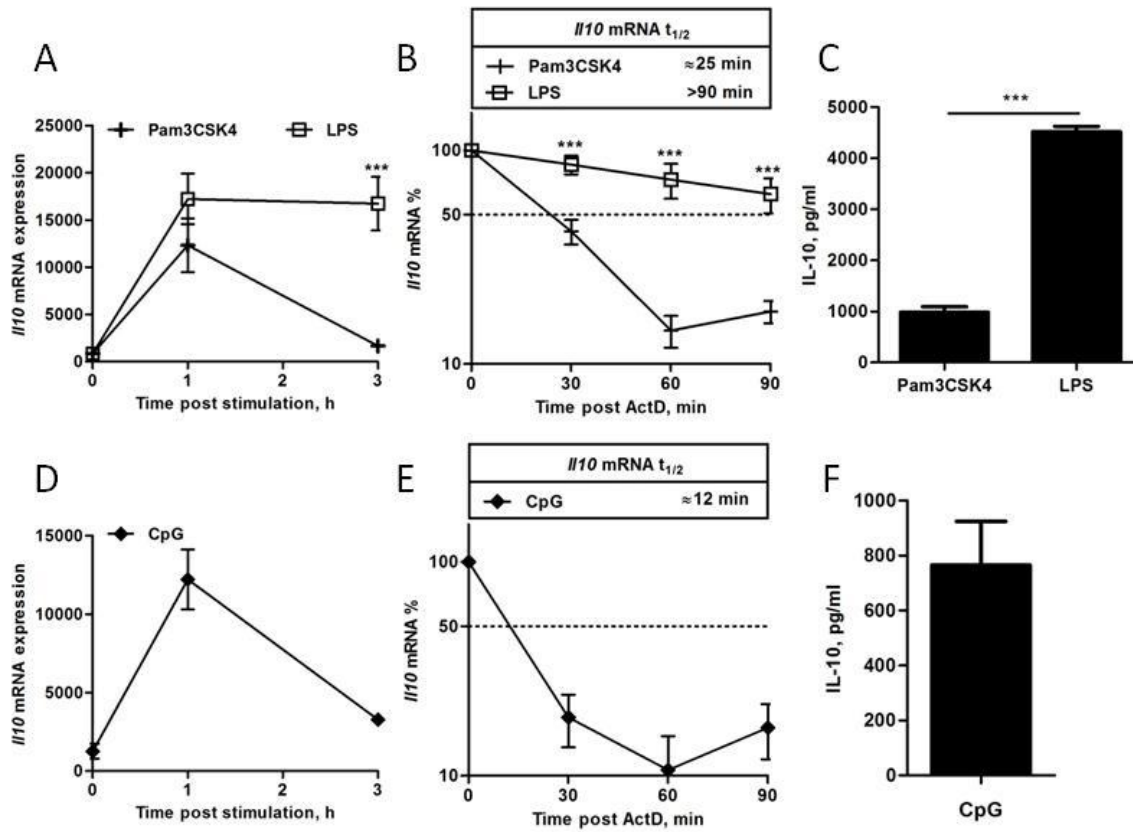 A
Pam3CSK4 LPS
***
Il10 mRNA expression
25000
20000
15000
10000
5000
0
0 1 2 3
Time post stimulation, h
B
Il10 mRNA t1/2
Pam3CSK4 ≈25 min
LPS >90 min
*** *** ***
Il10 mRNA %
100
50
10
0 30 60 90
Time post ActD, min
C
***
IL-10, pg/ml
5000
4000
3000
2000
1000
0
Pam3CSK4 LPS
D
CpG
Il10 mRNA expression
15000
10000
5000
0
0 1 2 3
Time post stimulation, h
E
Il10 mRNA t1/2
CpG ≈12 min
Il10 mRNA %
100
50
10
0 30 60 90
Time post ActD, min
F
IL-10, pg/ml
1000
800
600
400
200
0
CpG